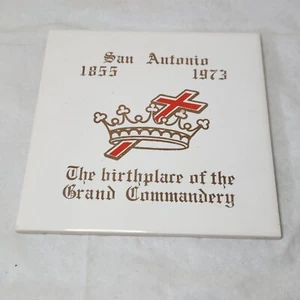 San Antonio
1855 1973
The birthplace of the
Grand Commandery